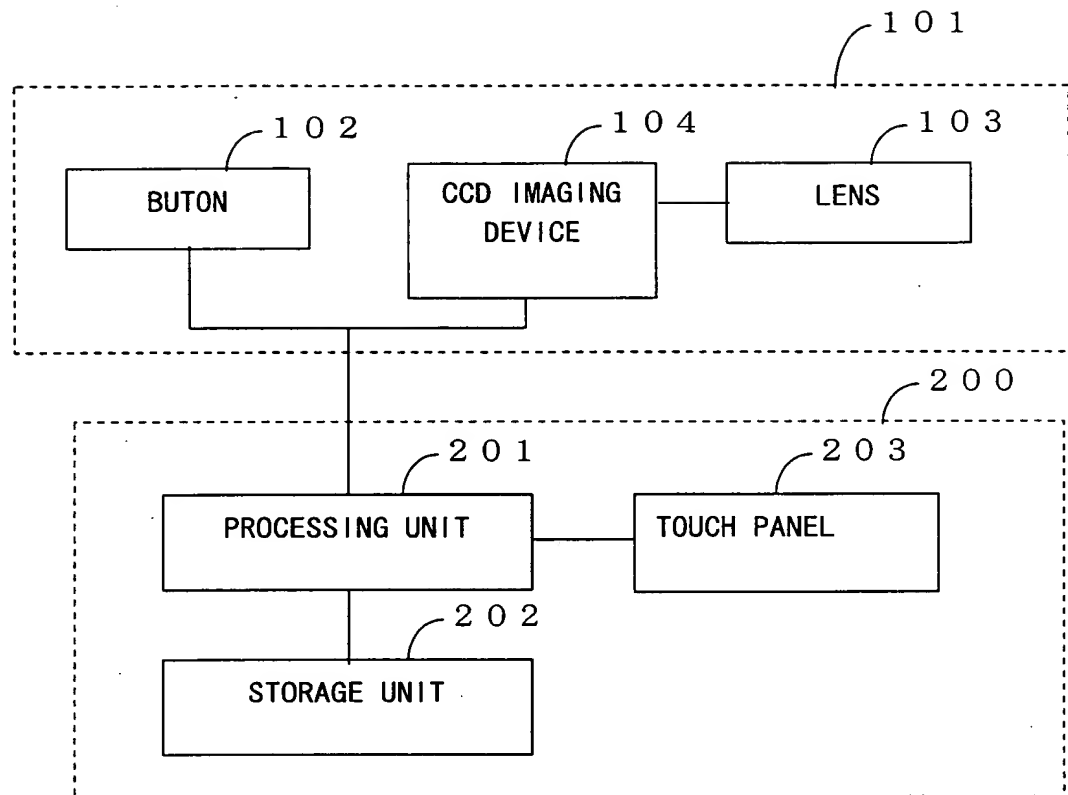 101
102
104
103
BUTON
CCD IMAGING
DEVICE
LENS
200
201
203
PROCESSING UNIT
TOUCH PANEL
202
STORAGE UNIT